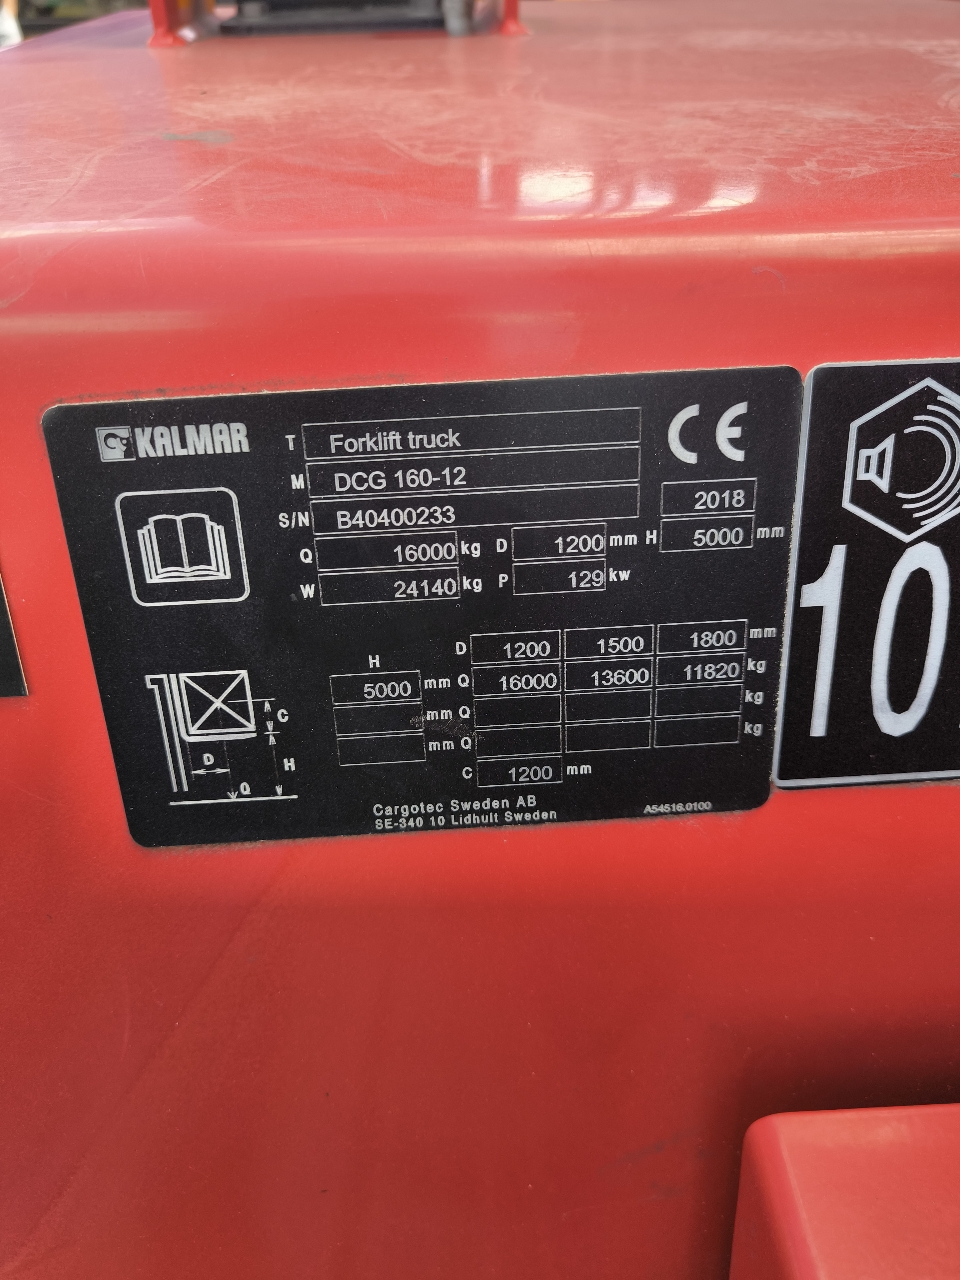 KALMAR
T Forklift truck
M DCG 160-12
S/N B40400233 2018
Q 16000 kg D 1200 mm H 5000 mm
W 24140 kg P 129 kw
H D 1200 1500 1800 mm
5000 mm Q 16000 13600 11820 kg
mm Q kg
mm Q kg
C 1200 mm
C
D H
Q
Cargotec Sweden AB
SE-340 10 Lidhult Sweden
A54516.0100
CE
10